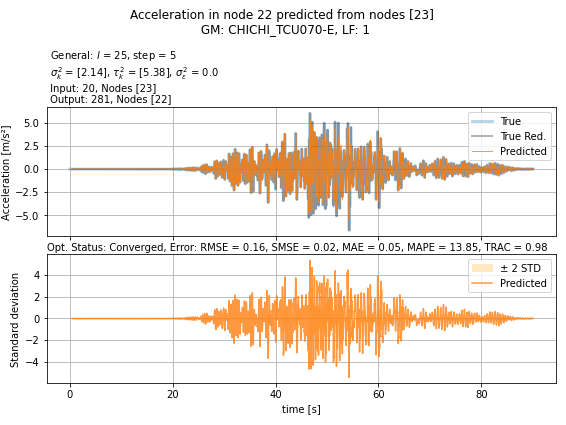 Acceleration in node 22 predicted from nodes [23]
GM: CHICHI_TCU070-E, LF: 1
General: l = 25, step = 5
σ²ₖ = [2.14], τ²ₖ = [5.38], σ²ε = 0.0
Input: 20, Nodes [23]
Output: 281, Nodes [22]
Acceleration [m/s²]
5.0
2.5
0.0
−2.5
−5.0
True
True Red.
Predicted
Opt. Status: Converged, Error: RMSE = 0.16, SMSE = 0.02, MAE = 0.05, MAPE = 13.85, TRAC = 0.98
Standard deviation
4
2
0
−2
−4
± 2 STD
Predicted
0 20 40 60 80
time [s]